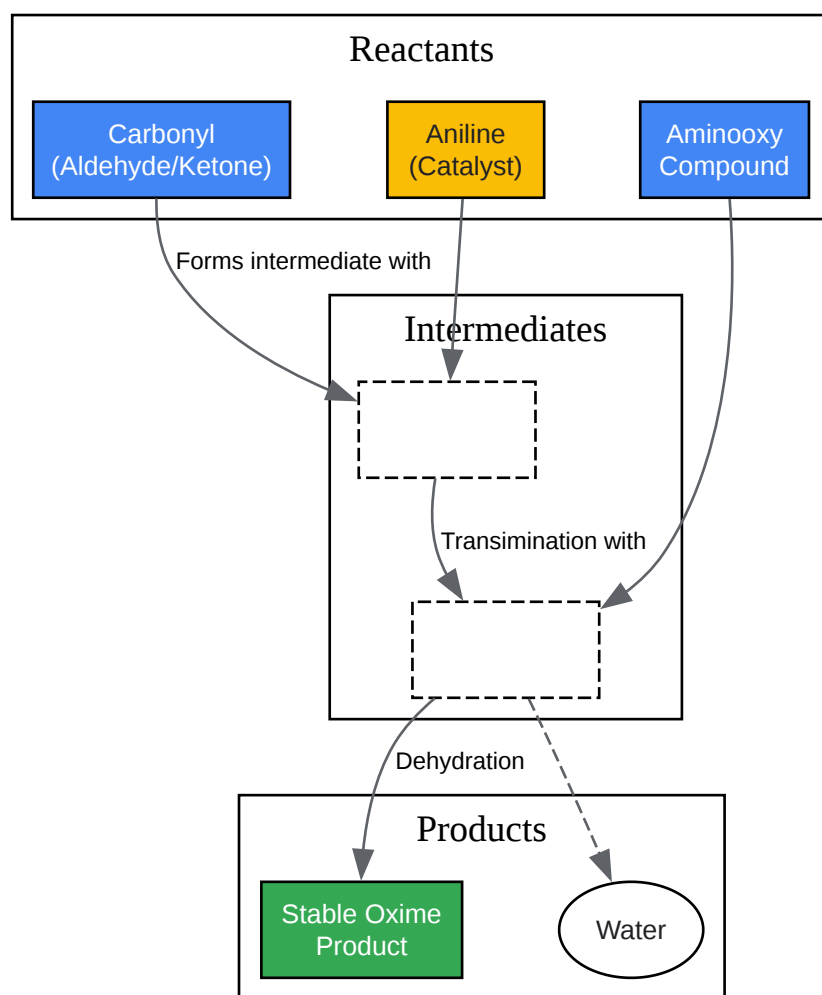 Reactants
Carbonyl
(Aldehyde/Ketone)
Aniline
(Catalyst)
Aminooxy
Compound
Forms intermediate with
Intermediates
Transimination with
Dehydration
Products
Stable Oxime
Product
Water